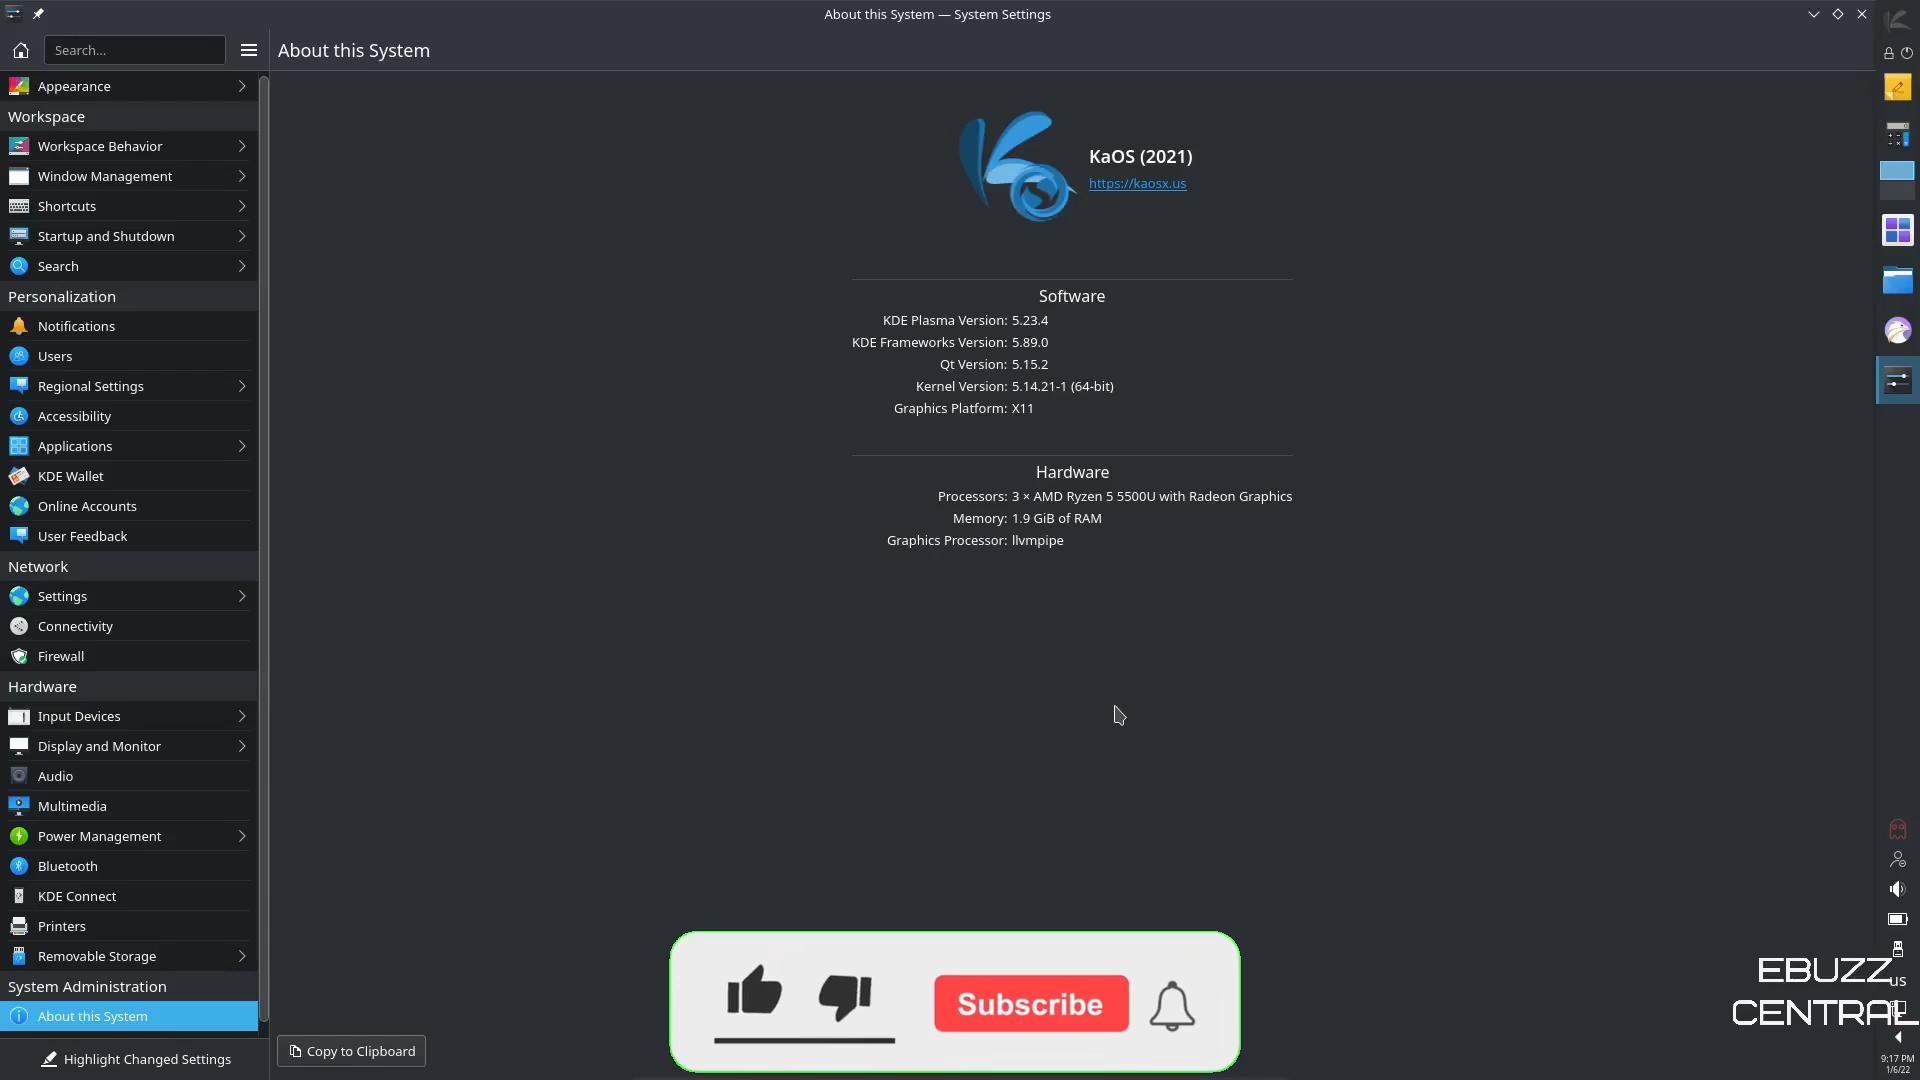 About this System — System Settings
Search...
About this System
Appearance
Workspace
Workspace Behavior
Window Management
Shortcuts
Startup and Shutdown
Search
Personalization
Notifications
Users
Regional Settings
Accessibility
Applications
KDE Wallet
Online Accounts
User Feedback
Network
Settings
Connectivity
Firewall
Hardware
Input Devices
Display and Monitor
Audio
Multimedia
Power Management
Bluetooth
KDE Connect
Printers
Removable Storage
System Administration
About this System
Highlight Changed Settings
KaOS (2021)
https://kaosx.us
Software
KDE Plasma Version: 5.23.4
KDE Frameworks Version: 5.89.0
Qt Version: 5.15.2
Kernel Version: 5.14.21-1 (64-bit)
Graphics Platform: X11
Hardware
Processors: 3 × AMD Ryzen 5 5500U with Radeon Graphics
Memory: 1.9 GiB of RAM
Graphics Processor: llvmpipe
Copy to Clipboard
Subscribe
EBUZZ
CENTRAL
us
9:17 PM
1/6/22